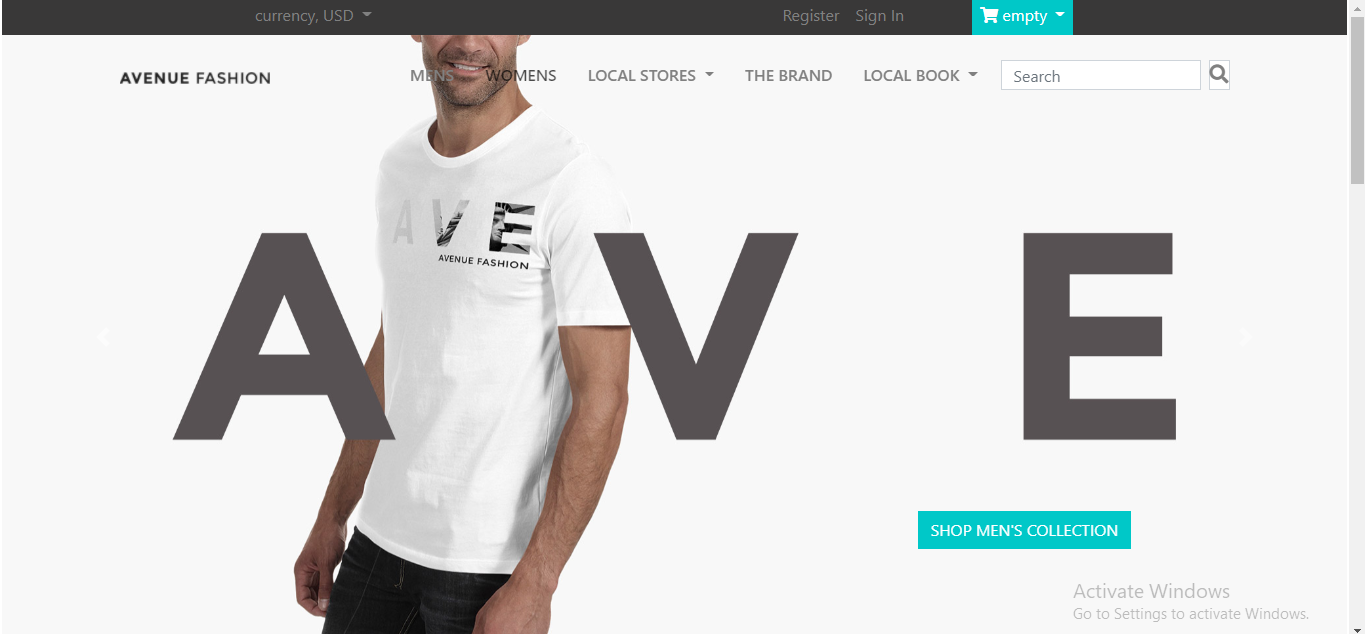 currency, USD Register Sign In empty
AVENUE FASHION MENS WOMENS LOCAL STORES THE BRAND LOCAL BOOK Search
AVE
AVENUE FASHION
A V E
SHOP MEN'S COLLECTION
Activate Windows
Go to Settings to activate Windows.